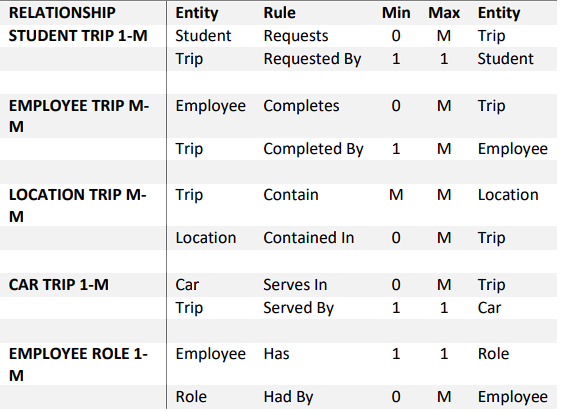 RELATIONSHIP Entity Rule Min Max Entity
STUDENT TRIP 1-M Student Requests 0 M Trip
Trip Requested By 1 1 Student
EMPLOYEE TRIP M- Employee Completes 0 M Trip
M
Trip Completed By 1 M Employee
LOCATION TRIP M- Trip Contain M M Location
M
Location Contained In 0 M Trip
CAR TRIP 1-M Car Serves In 0 M Trip
Trip Served By 1 1 Car
EMPLOYEE ROLE 1- Employee Has 1 1 Role
M
Role Had By 0 M Employee